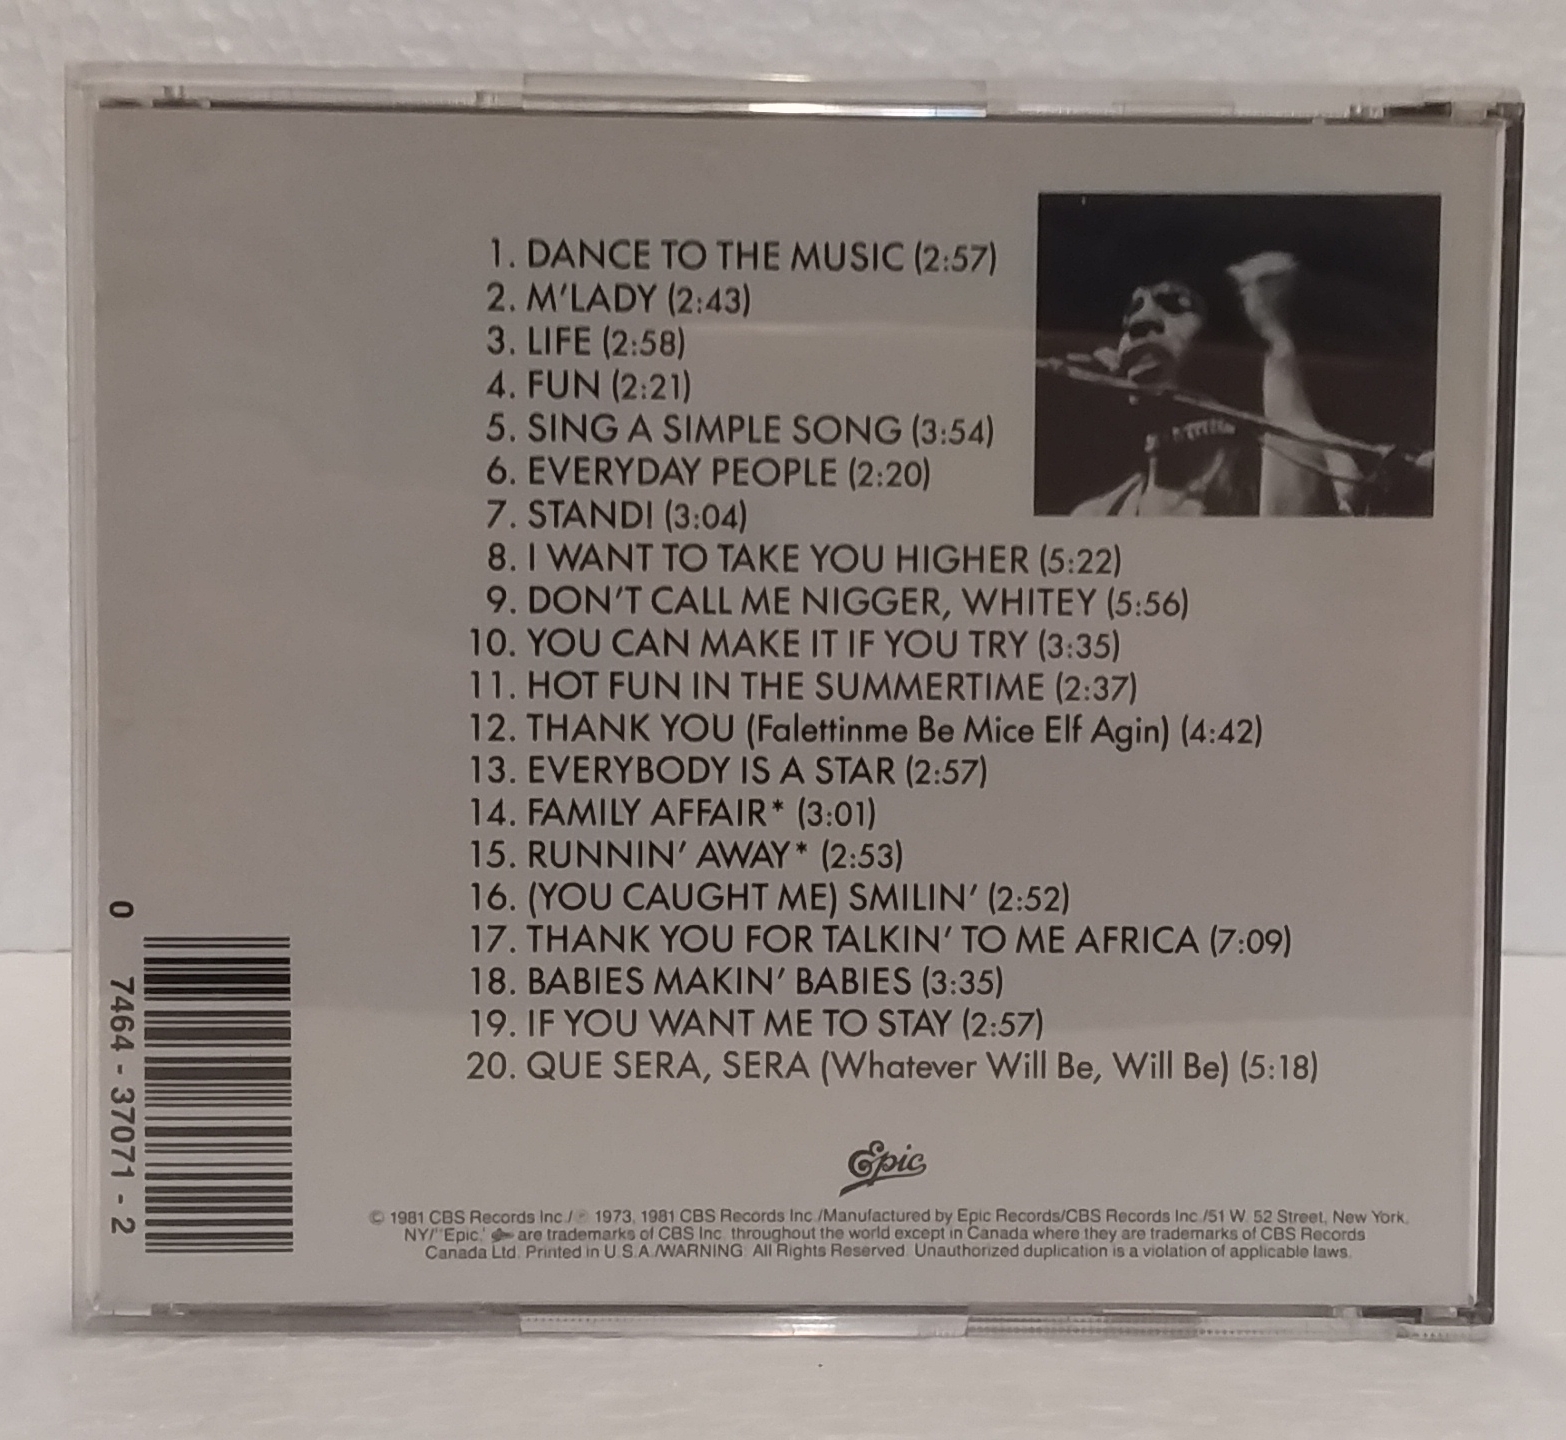 1. DANCE TO THE MUSIC (2:57)
2. M'LADY (2:43)
3. LIFE (2:58)
4. FUN (2:21)
5. SING A SIMPLE SONG (3:54)
6. EVERYDAY PEOPLE (2:20)
7. STAND! (3:04)
8. I WANT TO TAKE YOU HIGHER (5:22)
9. DON'T CALL ME NIGGER, WHITEY (5:56)
10. YOU CAN MAKE IT IF YOU TRY (3:35)
11. HOT FUN IN THE SUMMERTIME (2:37)
12. THANK YOU (Falettinme Be Mice Elf Agin) (4:42)
13. EVERYBODY IS A STAR (2:57)
14. FAMILY AFFAIR* (3:01)
15. RUNNIN' AWAY* (2:53)
16. (YOU CAUGHT ME) SMILIN' (2:52)
17. THANK YOU FOR TALKIN' TO ME AFRICA (7:09)
18. BABIES MAKIN' BABIES (3:35)
19. IF YOU WANT ME TO STAY (2:57)
20. QUE SERA, SERA (Whatever Will Be, Will Be) (5:18)
0 7464-37071-2
Epic
© 1981 CBS Records Inc./℗ 1973, 1981 CBS Records Inc./Manufactured by Epic Records/CBS Records Inc./51 W. 52 Street, New York,
NY/"Epic," are trademarks of CBS Inc. throughout the world except in Canada where they are trademarks of CBS Records
Canada Ltd. Printed in U.S.A./WARNING: All Rights Reserved. Unauthorized duplication is a violation of applicable laws.